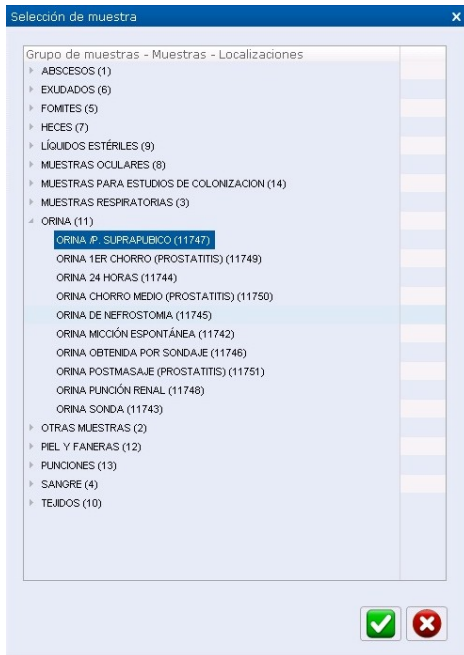 Selección de muestra
Grupo de muestras - Muestras - Localizaciones
ABSCESOS (1)
EXUDADOS (6)
FOMITES (5)
HECES (7)
LÍQUIDOS ESTÉRILES (9)
MUESTRAS OCULARES (8)
MUESTRAS PARA ESTUDIOS DE COLONIZACION (14)
MUESTRAS RESPIRATORIAS (3)
ORINA (11)
ORINA /P. SUPRAPUBICO (11747)
ORINA 1ER CHORRO (PROSTATITIS) (11749)
ORINA 24 HORAS (11744)
ORINA CHORRO MEDIO (PROSTATITIS) (11750)
ORINA DE NEFROSTOMIA (11745)
ORINA MICCIÓN ESPONTÁNEA (11742)
ORINA OBTENIDA POR SONDAJE (11746)
ORINA POSTMASAJE (PROSTATITIS) (11751)
ORINA PUNCIÓN RENAL (11748)
ORINA SONDA (11743)
OTRAS MUESTRAS (2)
PIEL Y FANERAS (12)
PUNCIONES (13)
SANGRE (4)
TEJIDOS (10)